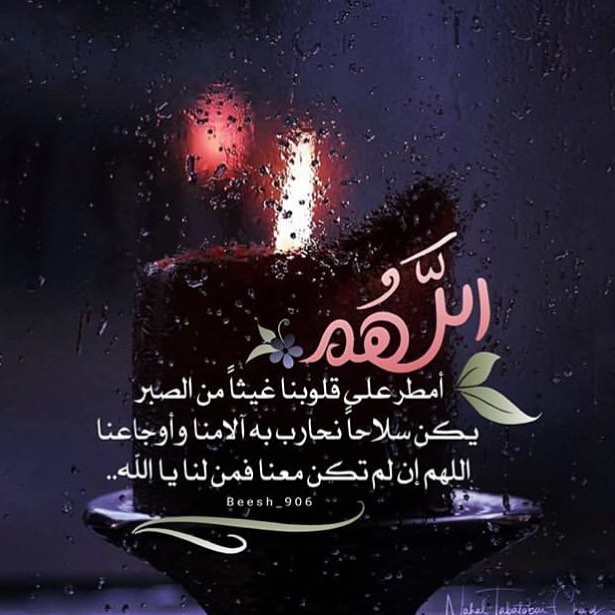 اللَّهُم
أمطر على قلوبنا غيثاً من الصبر
يكن سلاحاً نحارب به آلامنا وأوجاعنا
اللهم إن لم تكن معنا فمن لنا يا الله..
Beesh_906